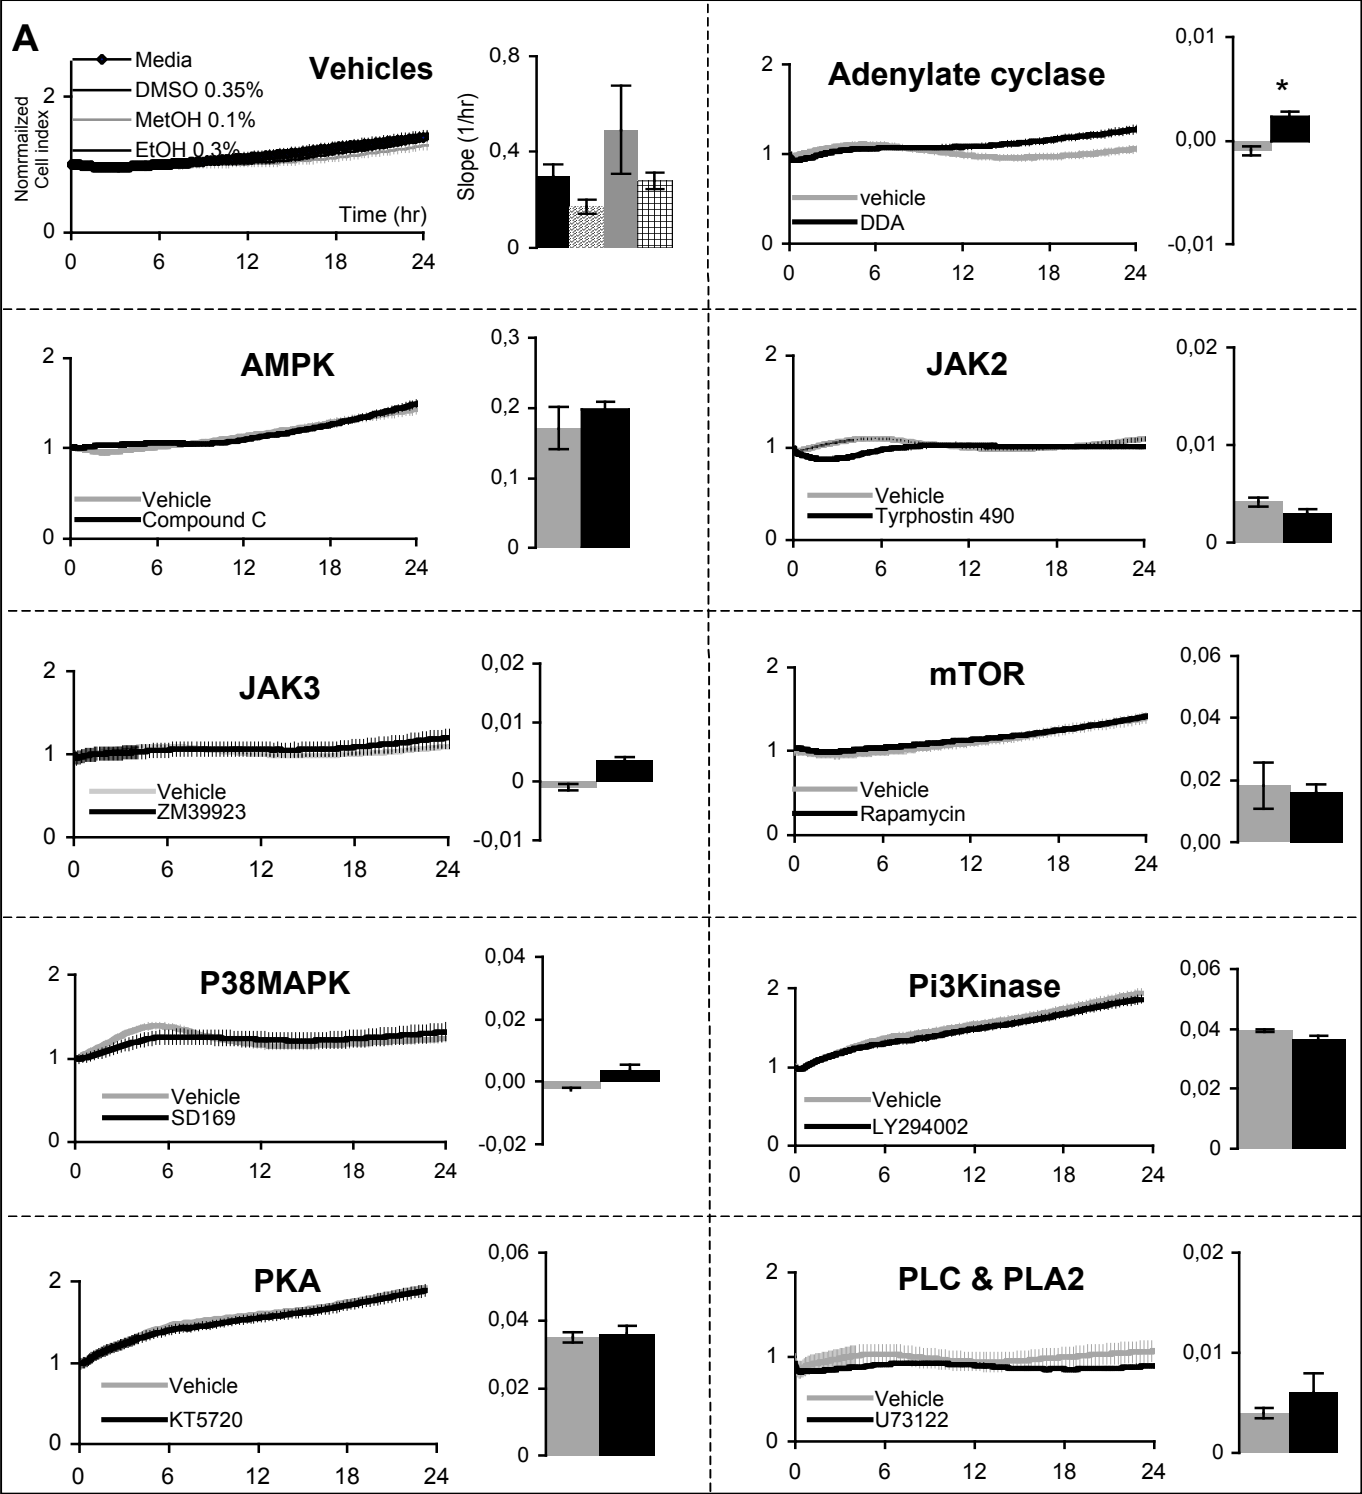 A
Vehicles
Media
DMSO 0.35%
MetOH 0.1%
EtOH 0.3%
Nomrmailzed
Cell index
2
0
Time (hr)
0 6 12 18 24
Slope (1/hr)
0,8
0,4
0
Adenylate cyclase
2
1
0
vehicle
DDA
0 6 12 18 24
0,01
*
0,00
-0,01
AMPK
2
1
0
Vehicle
Compound C
0 6 12 18 24
0,3
0,2
0,1
0
JAK2
2
1
0
Vehicle
Tyrphostin 490
0 6 12 18 24
0,02
0,01
0
JAK3
2
1
0
Vehicle
ZM39923
0 6 12 18 24
0,02
0,01
0
-0,01
mTOR
2
1
0
Vehicle
Rapamycin
0 6 12 18 24
0,06
0,04
0,02
0,00
P38MAPK
2
1
0
Vehicle
SD169
0 6 12 18 24
0,04
0,02
0,00
-0,02
Pi3Kinase
2
1
0
Vehicle
LY294002
0 6 12 18 24
0,06
0,04
0,02
0
PKA
2
1
0
Vehicle
KT5720
0 6 12 18 24
0,06
0,04
0,02
0
PLC & PLA2
2
1
0
Vehicle
U73122
0 6 12 18 24
0,02
0,01
0